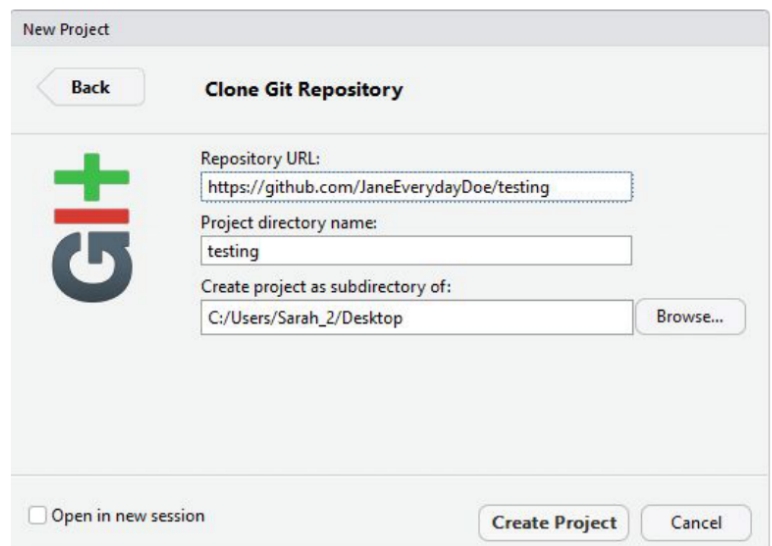 New Project
Back
Clone Git Repository
Repository URL:
https://github.com/JaneEverydayDoe/testing
Project directory name:
testing
Create project as subdirectory of:
C:/Users/Sarah_2/Desktop
Browse...
GIt
Open in new session
Create Project
Cancel